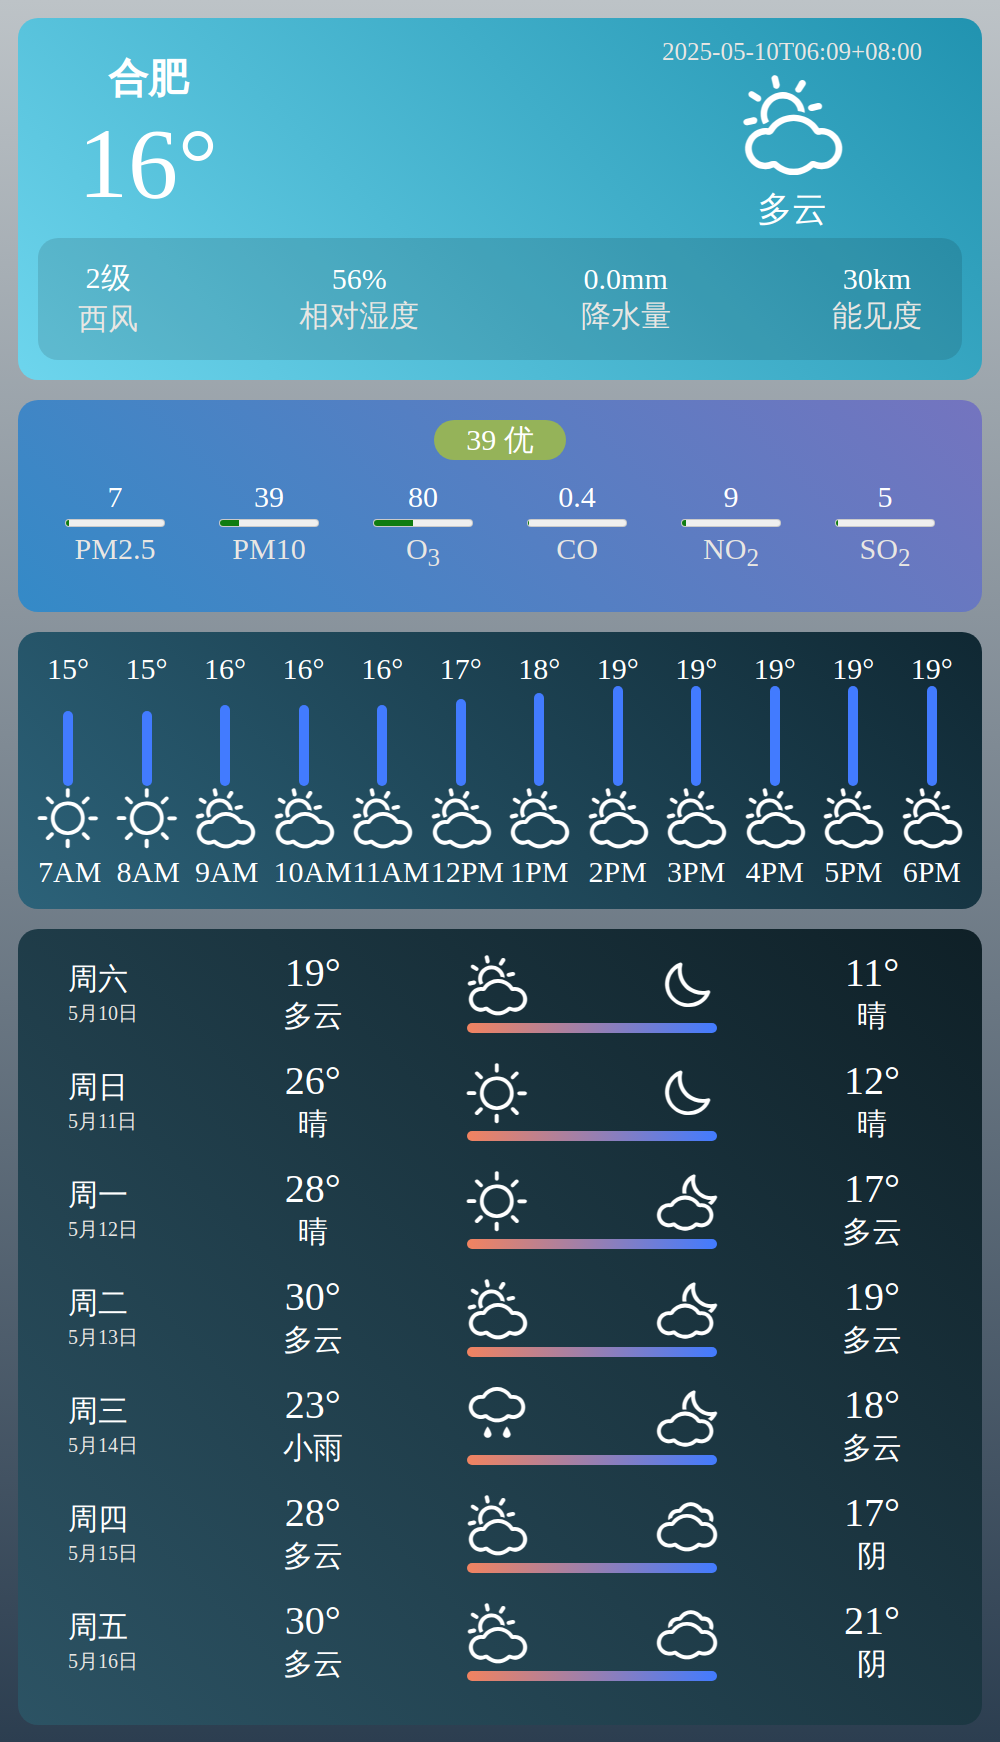 合肥
16°
2025-05-10T06:09+08:00
多云
2级 56% 0.0mm 30km
西风 相对湿度 降水量 能见度
39 优
7 39 80 0.4 9 5
PM2.5 PM10 O3 CO NO2 SO2
15° 15° 16° 16° 16° 17° 18° 19° 19° 19° 19° 19°
7AM 8AM 9AM 10AM 11AM 12PM 1PM 2PM 3PM 4PM 5PM 6PM
周六 19° 11°
5月10日 多云 晴
周日 26° 12°
5月11日 晴 晴
周一 28° 17°
5月12日 晴 多云
周二 30° 19°
5月13日 多云 多云
周三 23° 18°
5月14日 小雨 多云
周四 28° 17°
5月15日 多云 阴
周五 30° 21°
5月16日 多云 阴